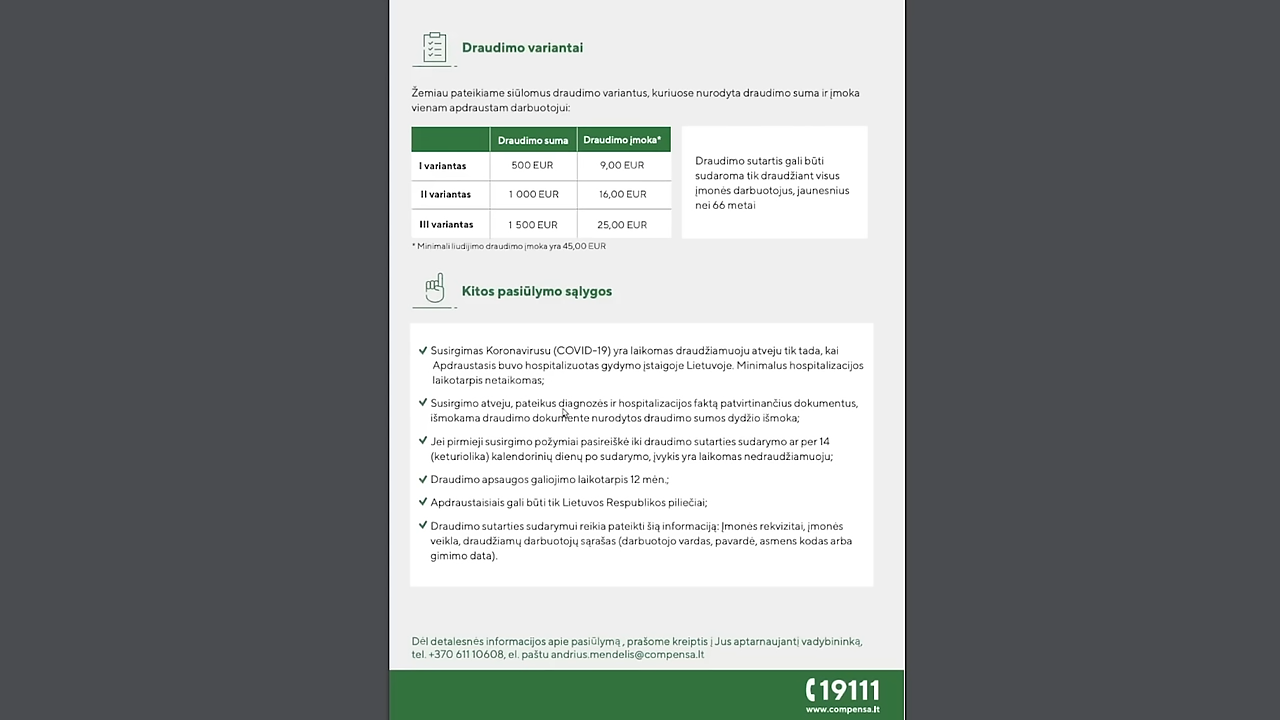 Draudimo variantai
Žemiau pateikiame siūlomus draudimo variantus, kuriuose nurodyta draudimo suma ir įmoka
vienam apdraustam darbuotojui:
Draudimo suma Draudimo įmoka*
I variantas 500 EUR 9,00 EUR
II variantas 1 000 EUR 16,00 EUR
III variantas 1 500 EUR 25,00 EUR
* Minimali liudijimo draudimo įmoka yra 45,00 EUR
Draudimo sutartis gali būti
sudaroma tik draudžiant visus
įmonės darbuotojus, jaunesnius
nei 66 metai
Kitos pasiūlymo sąlygos
Susirgimas Koronavirusu (COVID-19) yra laikomas draudžiamuoju atveju tik tada, kai
Apdraustasis buvo hospitalizuotas gydymo įstaigoje Lietuvoje. Minimalus hospitalizacijos
laikotarpis netaikomas;
Susirgimo atveju, pateikus diagnozės ir hospitalizacijos faktą patvirtinančius dokumentus,
išmokama draudimo dokumente nurodytos draudimo sumos dydžio išmoka;
Jei pirmieji susirgimo požymiai pasireiškė iki draudimo sutarties sudarymo ar per 14
(keturiolika) kalendorinių dienų po sudarymo, įvykis yra laikomas nedraudžiamuoju;
Draudimo apsaugos galiojimo laikotarpis 12 mėn.;
Apdraustaisiais gali būti tik Lietuvos Respublikos piliečiai;
Draudimo sutarties sudarymui reikia pateikti šią informaciją: Įmonės rekvizitai, įmonės
veikla, draudžiamų darbuotojų sąrašas (darbuotojo vardas, pavardė, asmens kodas arba
gimimo data).
Dėl detalesnės informacijos apie pasiūlymą , prašome kreiptis į Jus aptarnaujantį vadybininką,
tel. +370 611 10608, el. paštu andrius.mendelis@compensa.lt
19111
www.compensa.lt